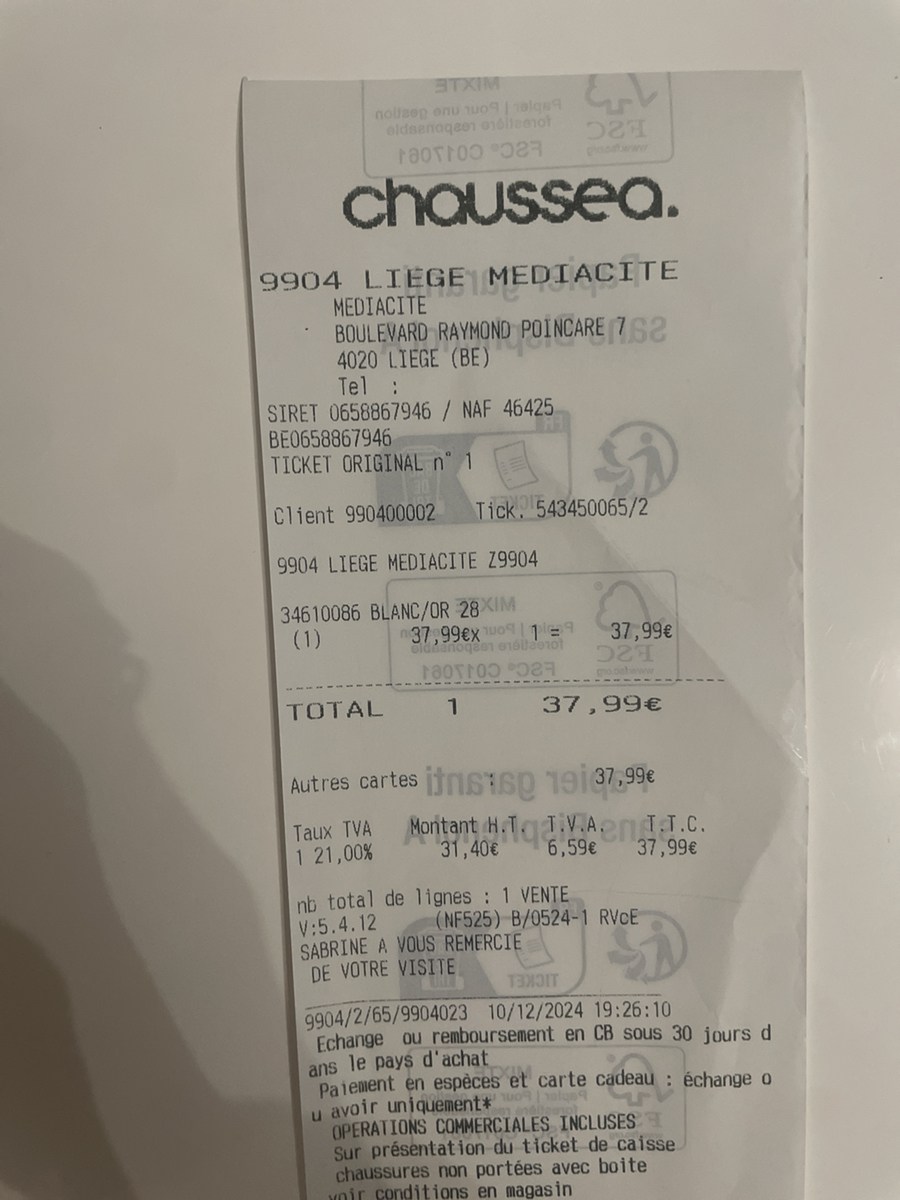 chaussea.
9904 LIEGE MEDIACITE
MEDIACITE
BOULEVARD RAYMOND POINCARE 7
4020 LIEGE (BE)
Tel :
SIRET 0658867946 / NAF 46425
BE0658867946
TICKET ORIGINAL n° 1
Client 990400002 Tick. 543450065/2
9904 LIEGE MEDIACITE Z9904
34610086 BLANC/OR 28
(1) 37,99€x 1 = 37,99€
TOTAL 1 37,99€
Autres cartes : 37,99€
Taux TVA Montant H.T. T.V.A. T.T.C.
1 21,00% 31,40€ 6,59€ 37,99€
nb total de lignes : 1 VENTE
V:5.4.12 (NF525) B/0524-1 RVcE
SABRINE A VOUS REMERCIE
DE VOTRE VISITE
9904/2/65/9904023 10/12/2024 19:26:10
Echange ou remboursement en CB sous 30 jours d
ans le pays d'achat
Paiement en espèces et carte cadeau : échange o
u avoir uniquement*
OPERATIONS COMMERCIALES INCLUSES
Sur présentation du ticket de caisse
chaussures non portées avec boite
voir conditions en magasin